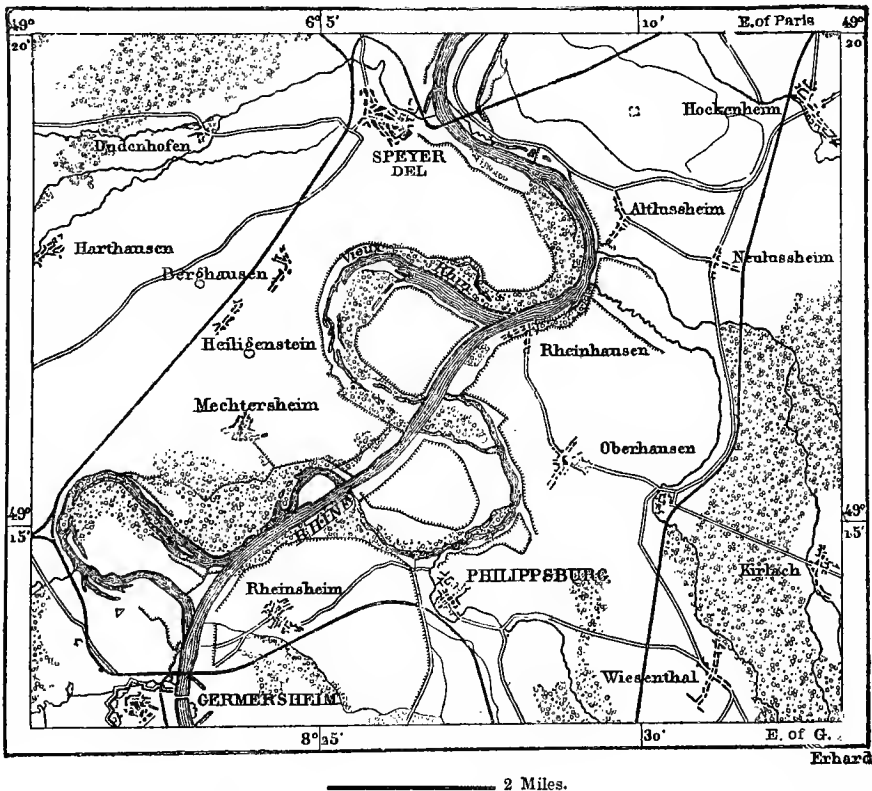 49° 6° 5′ 10′ E. of Paris 49°
20′ 20′
Hockenheim
Dudenhofen
SPEYER
DEL
Altlussheim
Harthausen
Vieux Rhin
Neulussheim
Berghausen
Heiligenstein
Rheinhausen
Mechtersheim
Oberhausen
49° 49°
15′ RHINE 15′
PHILIPPSBURG.
Kirlach
Rheinsheim
Wiesenthal
GERMERSHEIM
8° 25′ 30′ E. of G.
Erhard
2 Miles.